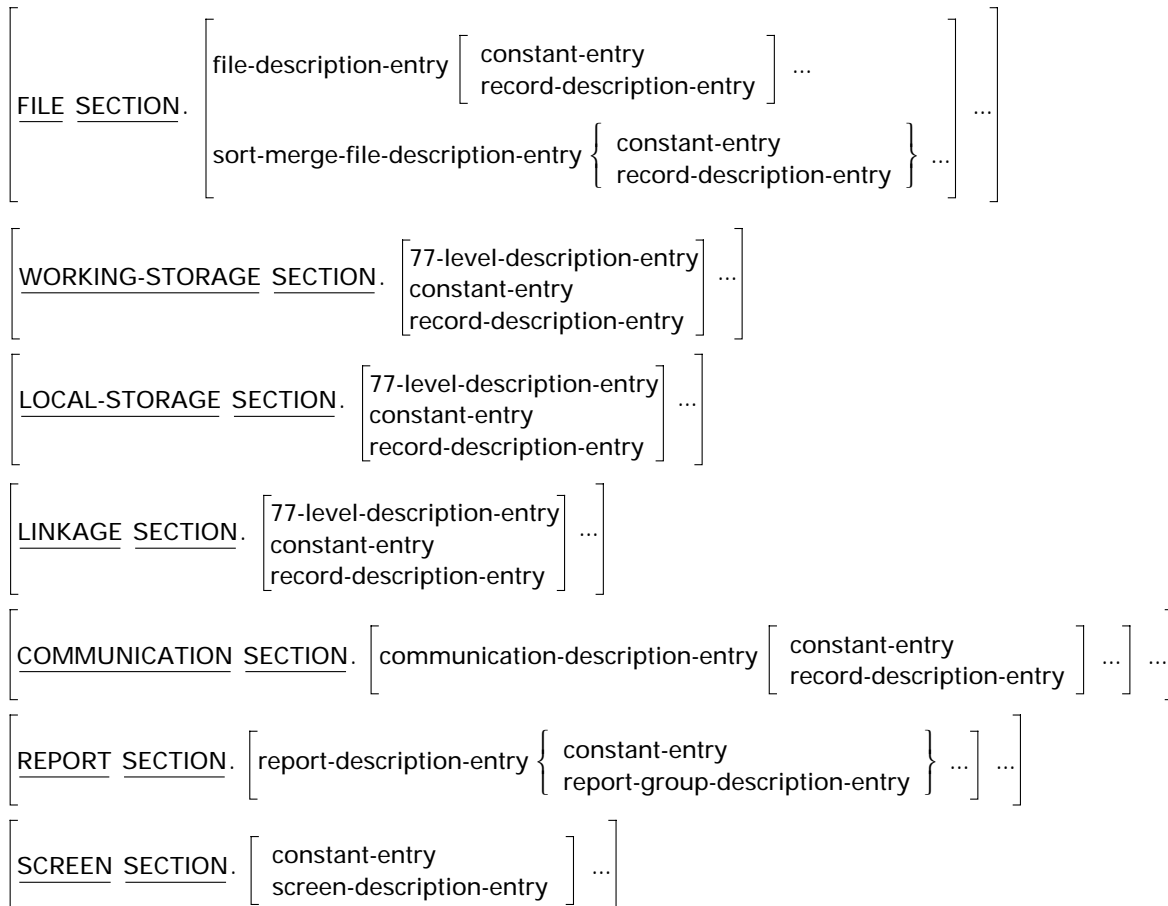 file-description-entry constant-entry ...
record-description-entry
FILE SECTION. ...
sort-merge-file-description-entry constant-entry ...
record-description-entry
77-level-description-entry
WORKING-STORAGE SECTION. constant-entry ...
record-description-entry
77-level-description-entry
LOCAL-STORAGE SECTION. constant-entry ...
record-description-entry
77-level-description-entry
LINKAGE SECTION. constant-entry ...
record-description-entry
COMMUNICATION SECTION. communication-description-entry constant-entry ... ...
record-description-entry
REPORT SECTION. report-description-entry constant-entry ... ...
report-group-description-entry
SCREEN SECTION. constant-entry ...
screen-description-entry